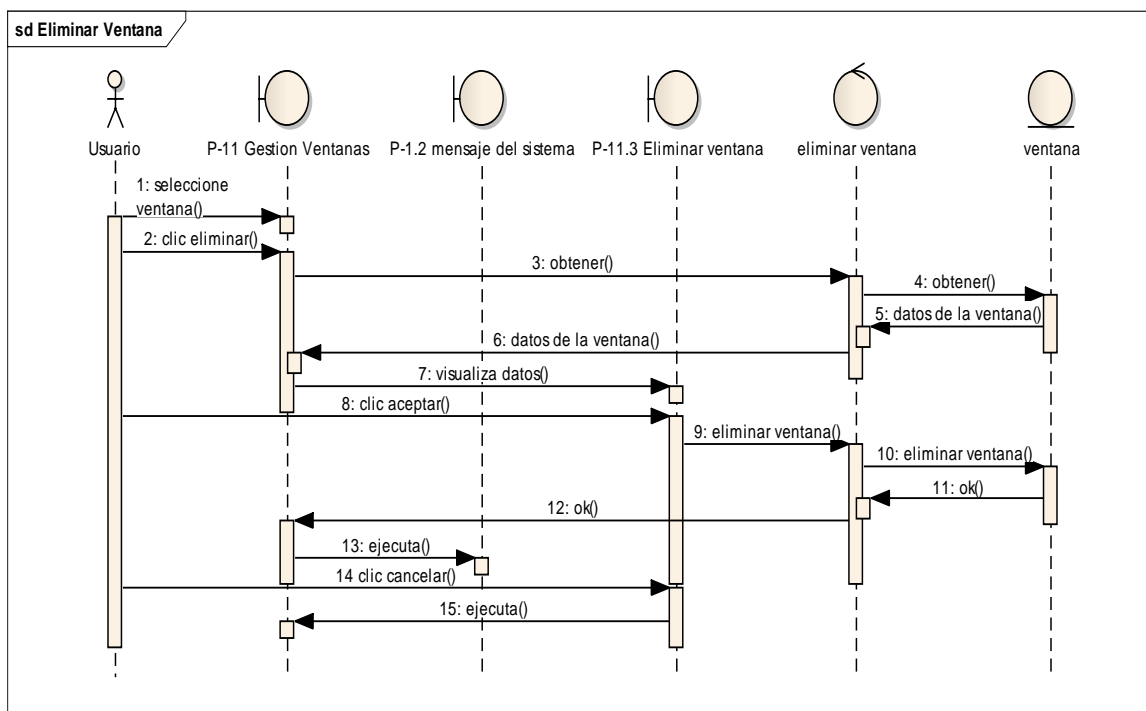 sd Eliminar Ventana
Usuario
P-11 Gestion Ventanas
P-1.2 mensaje del sistema
P-11.3 Eliminar ventana
eliminar ventana
ventana
1: seleccione
ventana()
2: clic eliminar()
3: obtener()
4: obtener()
5: datos de la ventana()
6: datos de la ventana()
7: visualiza datos()
8: clic aceptar()
9: eliminar ventana()
10: eliminar ventana()
11: ok()
12: ok()
13: ejecuta()
14 clic cancelar()
15: ejecuta()